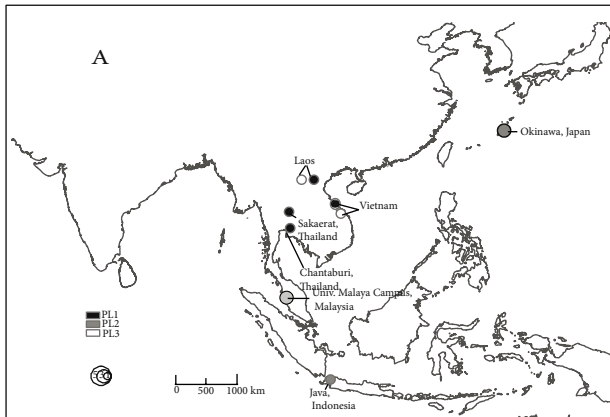 A
Okinawa, Japan
Laos
Vietnam
Sakaerat,
Thailand
Chantaburi,
Thailand
Univ. Malaya Campus,
Malaysia
PL1
PL2
PL3
0 500 1000 km
Java,
Indonesia